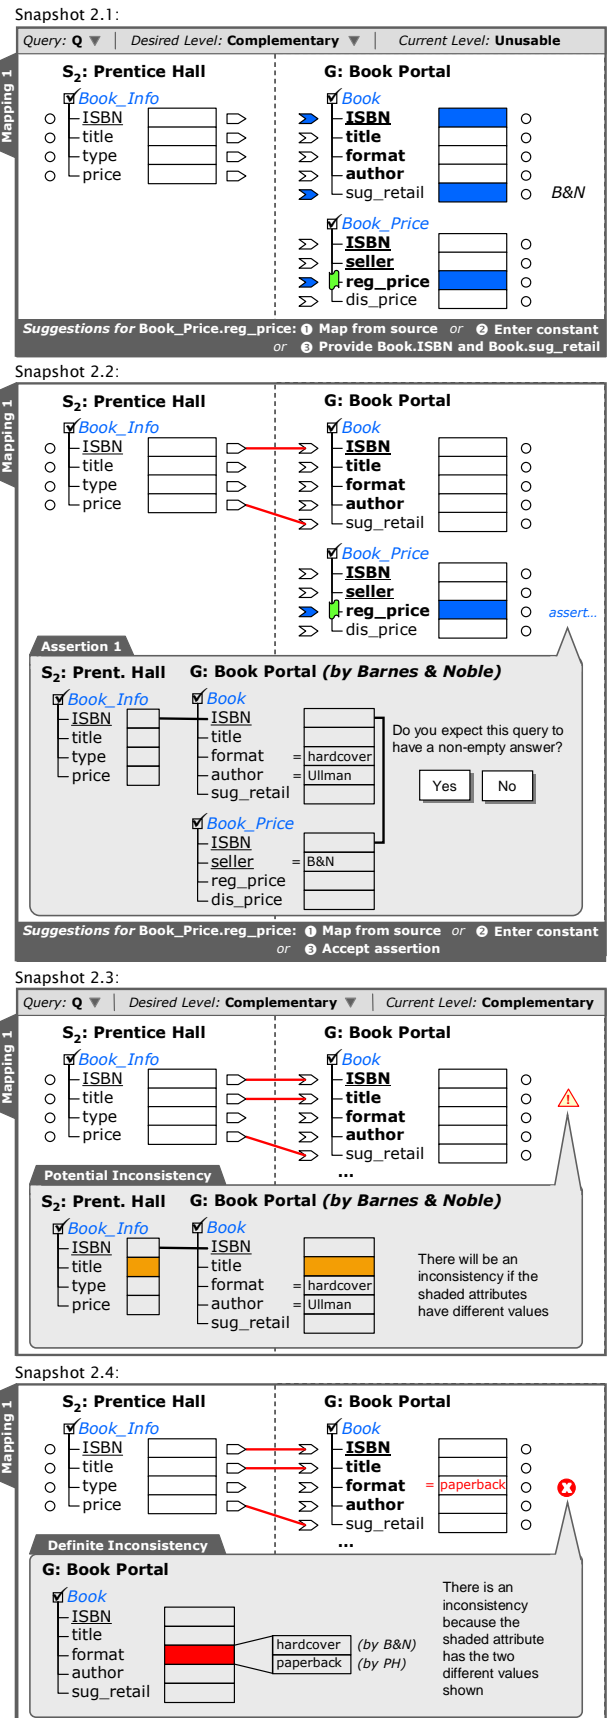 Snapshot 2.1:
Query: Q ▼ | Desired Level: Complementary ▼ | Current Level: Unusable
Mapping 1
S2: Prentice Hall G: Book Portal
Book_Info Book
ISBN ISBN
title title
type format
price author
sug_retail B&N
Book_Price
ISBN
seller
reg_price
dis_price
Suggestions for Book_Price.reg_price: ❶ Map from source or ❷ Enter constant
or ❸ Provide Book.ISBN and Book.sug_retail
Snapshot 2.2:
Mapping 1
S2: Prentice Hall G: Book Portal
Book_Info Book
ISBN ISBN
title title
type format
price author
sug_retail
Book_Price
ISBN
seller
reg_price assert...
dis_price
Assertion 1
S2: Prent. Hall G: Book Portal (by Barnes & Noble)
Book_Info Book
ISBN ISBN
title title
type format = hardcover
price author = Ullman
sug_retail
Do you expect this query to
have a non-empty answer?
Yes No
Book_Price
ISBN
seller = B&N
reg_price
dis_price
Suggestions for Book_Price.reg_price: ❶ Map from source or ❷ Enter constant
or ❸ Accept assertion
Snapshot 2.3:
Query: Q ▼ | Desired Level: Complementary ▼ | Current Level: Complementary
Mapping 1
S2: Prentice Hall G: Book Portal
Book_Info Book
ISBN ISBN
title title
type format
price author
sug_retail
...
Potential Inconsistency
S2: Prent. Hall G: Book Portal (by Barnes & Noble)
Book_Info Book
ISBN ISBN
title title
type format = hardcover
price author = Ullman
sug_retail
There will be an
inconsistency if the
shaded attributes
have different values
Snapshot 2.4:
Mapping 1
S2: Prentice Hall G: Book Portal
Book_Info Book
ISBN ISBN
title title
type format = paperback
price author
sug_retail
...
Definite Inconsistency
G: Book Portal
Book
ISBN
title
format
author
sug_retail
hardcover (by B&N)
paperback (by PH)
There is an
inconsistency
because the
shaded attribute
has the two
different values
shown